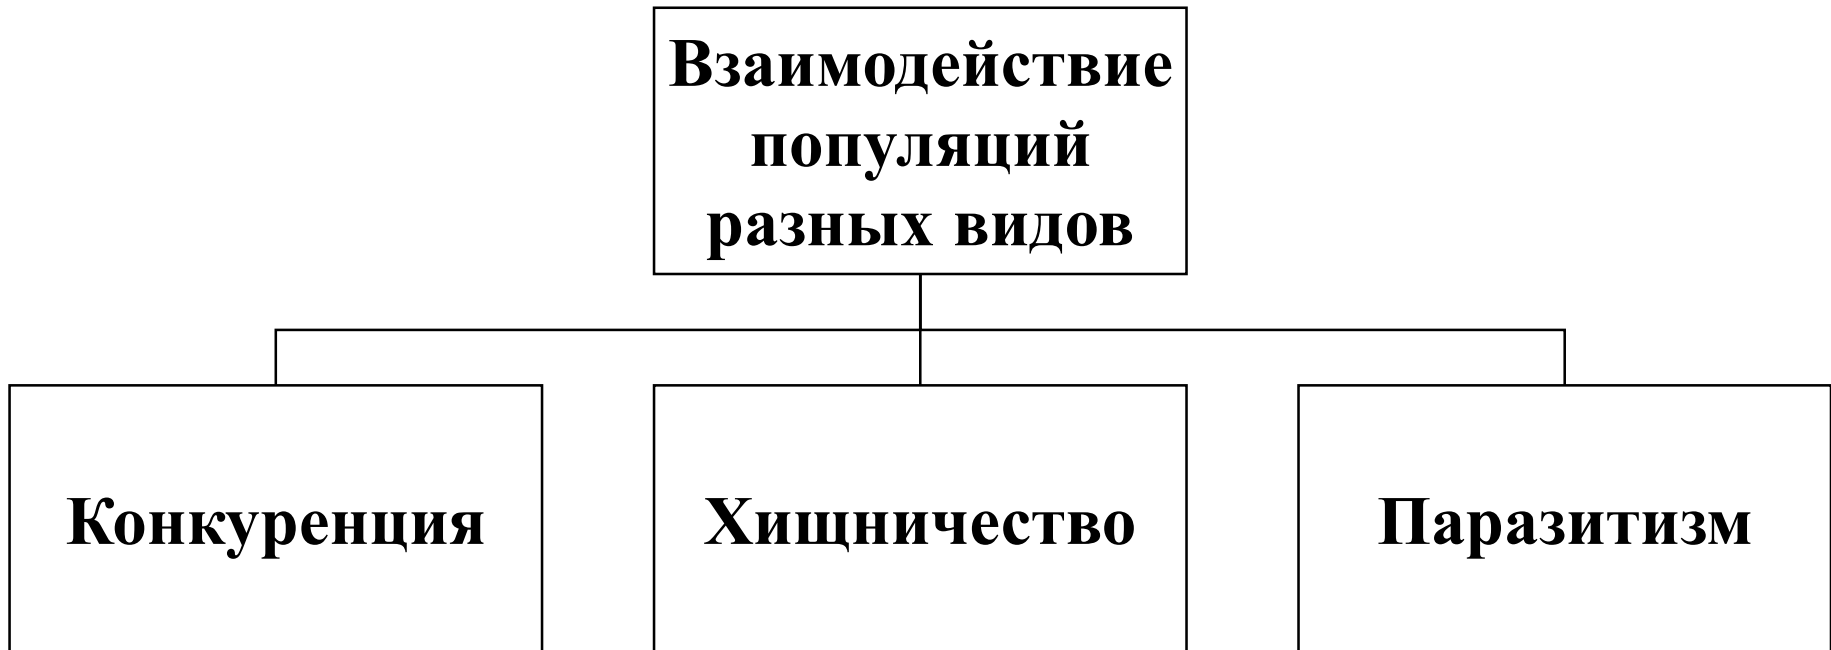 Взаимодействие
популяций
разных видов
Конкуренция
Хищничество
Паразитизм